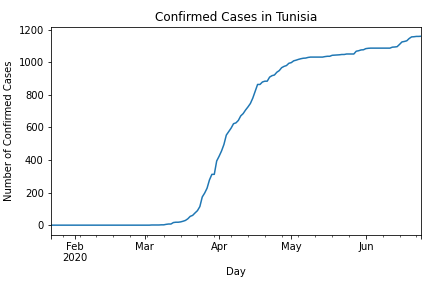 Confirmed Cases in Tunisia
Number of Confirmed Cases
1200
1000
800
600
400
200
0
Feb Mar Apr May Jun
2020
Day